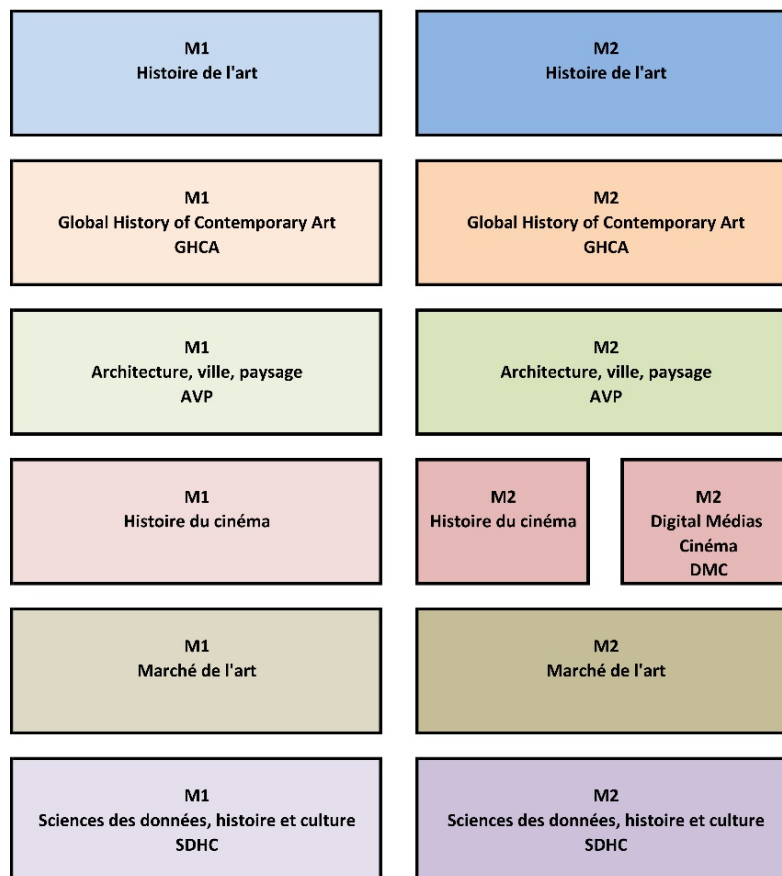 M1
Histoire de l'art
M2
Histoire de l'art
M1
Global History of Contemporary Art
GHCA
M2
Global History of Contemporary Art
GHCA
M1
Architecture, ville, paysage
AVP
M2
Architecture, ville, paysage
AVP
M1
Histoire du cinéma
M2
Histoire du cinéma
M2
Digital Médias
Cinéma
DMC
M1
Marché de l'art
M2
Marché de l'art
M1
Sciences des données, histoire et culture
SDHC
M2
Sciences des données, histoire et culture
SDHC